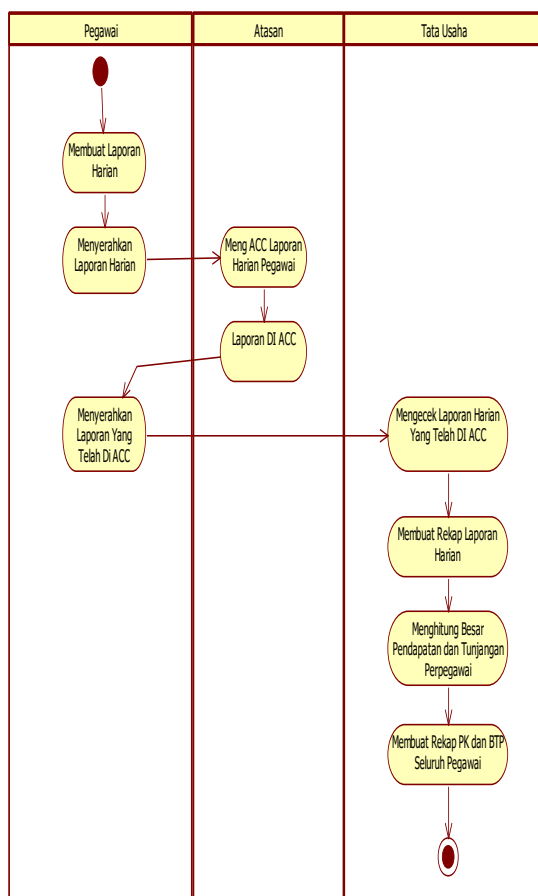 Pegawai
Atasan
Tata Usaha
Membuat Laporan
Harian
Menyerahkan
Laporan Harian
Meng ACC Laporan
Harian Pegawai
Laporan DI ACC
Menyerahkan
Laporan Yang
Telah Di ACC
Mengecek Laporan Harian
Yang Telah DI ACC
Membuat Rekap Laporan
Harian
Menghitung Besar
Pendapatan dan Tunjangan
Perpegawai
Membuat Rekap PK dan BTP
Seluruh Pegawai